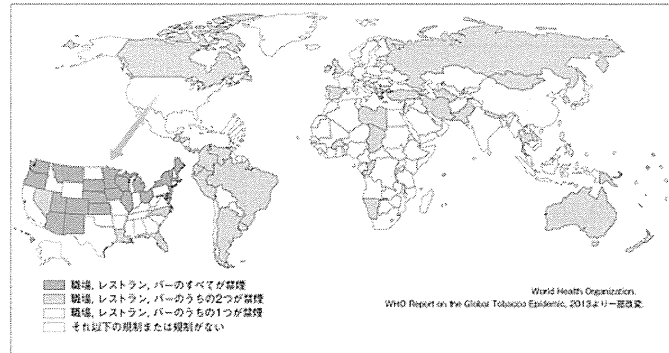 職場, レストラン, バーのすべてが禁煙
職場, レストラン, バーのうちの2つが禁煙
職場, レストラン, バーのうちの1つが禁煙
それ以下の規制または規制がない
World Health Organization.
WHO Report on the Global Tobacco Epidemic, 2013より一部改変.